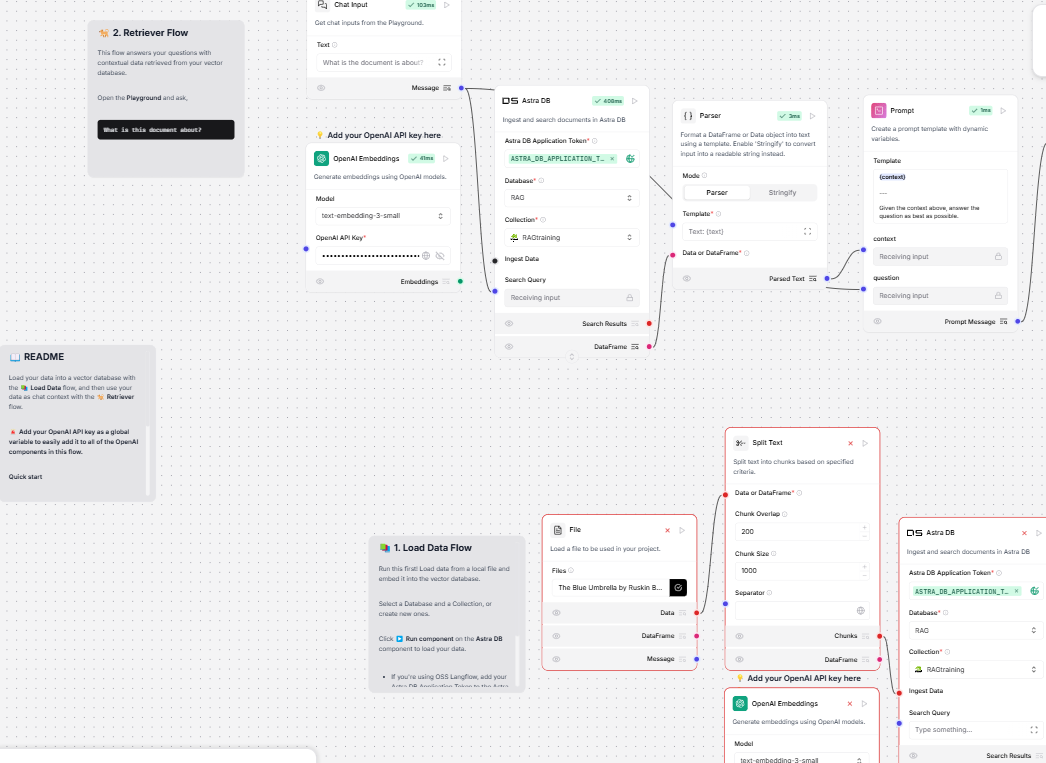 2. Retriever Flow
This flow answers your questions with
contextual data retrieved from your vector
database.
Open the Playground and ask,
What is this document about?
Chat Input
103ms
Get chat inputs from the Playground.
Text
What is the document is about?
Message
Add your OpenAI API key here
OpenAI Embeddings
41ms
Generate embeddings using OpenAI models.
Model
text-embedding-3-small
OpenAI API Key*
Embeddings
Astra DB
408ms
Ingest and search documents in Astra DB
Astra DB Application Token*
ASTRA_DB_APPLICATION_T...
Database*
RAG
Collection*
RAGtraining
Ingest Data
Search Query
Receiving input
Search Results
DataFrame
Parser
3ms
Format a DataFrame or Data object into text
using a template. Enable 'Stringify' to convert
input into a readable string instead.
Mode
Parser
Stringify
Template*
Text: {text}
Data or DataFrame*
Parsed Text
Prompt
1ms
Create a prompt template with dynamic
variables.
Template
{context}
---
Given the context above, answer the
question as best as possible.
context
Receiving input
question
Receiving input
Prompt Message
README
Load your data into a vector database with
the Load Data flow, and then use your
data as chat context with the Retriever
flow.
Add your OpenAI API key as a global
variable to easily add it to all of the OpenAI
components in this flow.
Quick start
1. Load Data Flow
Run this first! Load data from a local file and
embed it into the vector database.
Select a Database and a Collection, or
create new ones.
Click Run component on the Astra DB
component to load your data.
• If you're using OSS Langflow, add your
Astra DB Application Token to the Astra
File
Load a file to be used in your project.
Files
The Blue Umbrella by Ruskin B...
Data
DataFrame
Message
Split Text
Split text into chunks based on specified
criteria.
Data or DataFrame*
Chunk Overlap
200
Chunk Size
1000
Separator
Chunks
DataFrame
Add your OpenAI API key here
OpenAI Embeddings
Generate embeddings using OpenAI models.
Model
text-embedding-3-small
Astra DB
Ingest and search documents in Astra DB
Astra DB Application Token*
ASTRA_DB_APPLICATION_T...
Database*
RAG
Collection*
RAGtraining
Ingest Data
Search Query
Type something...
Search Results